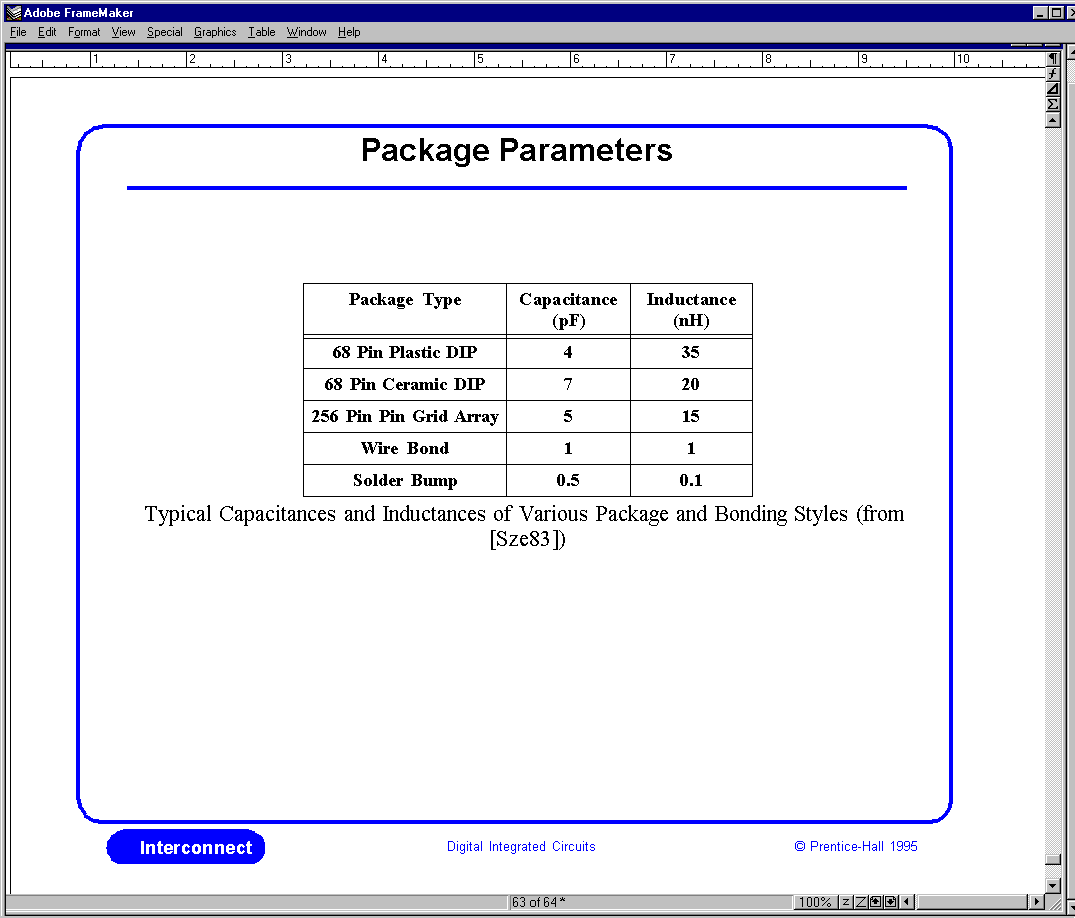 Adobe FrameMaker
File Edit Format View Special Graphics Table Window Help
1 2 3 4 5 6 7 8 9 10
Package Parameters
Package Type Capacitance (pF) Inductance (nH)
68 Pin Plastic DIP 4 35
68 Pin Ceramic DIP 7 20
256 Pin Pin Grid Array 5 15
Wire Bond 1 1
Solder Bump 0.5 0.1
Typical Capacitances and Inductances of Various Package and Bonding Styles (from
[Sze83])
Interconnect Digital Integrated Circuits © Prentice-Hall 1995
63 of 64 * 100% z Z